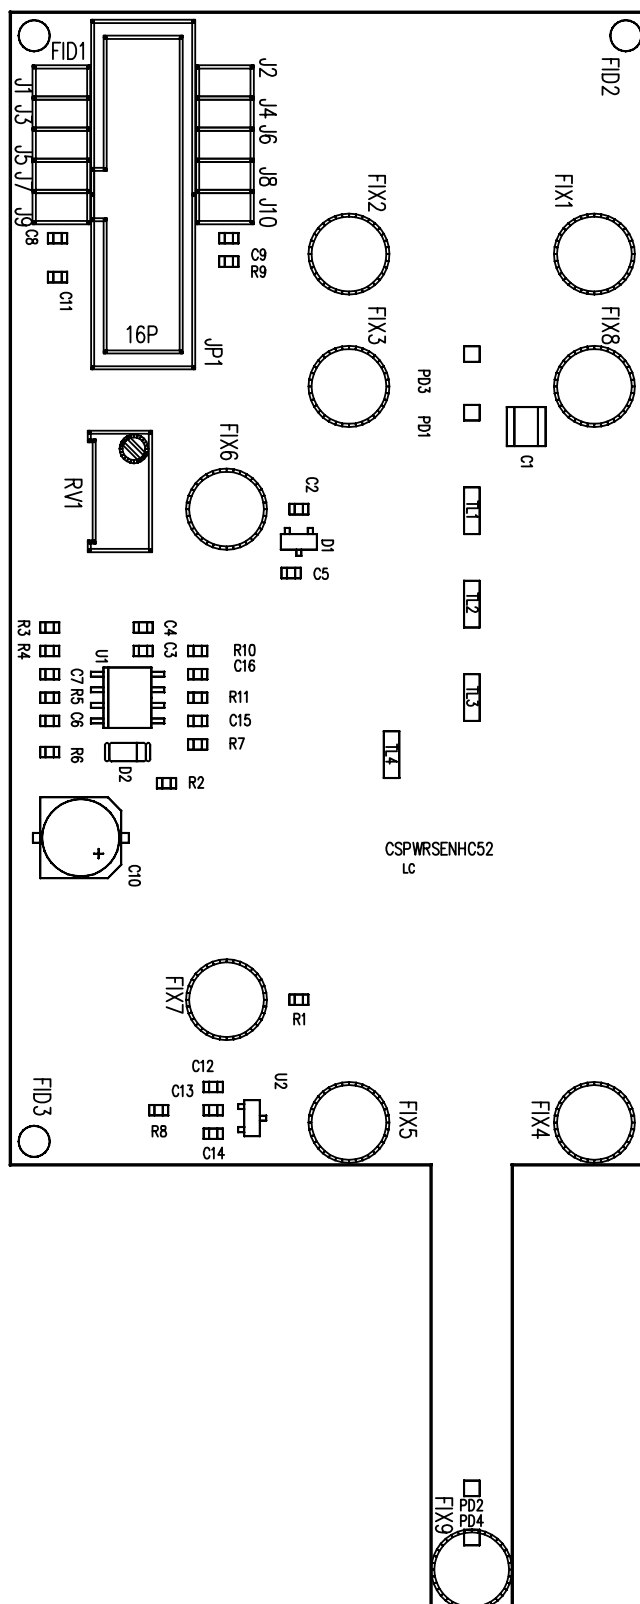 FID1
FID2
J1
J2
J3
J4
J5
J6
J7
J8
J9
J10
C8
C9
R9
C11
16P
JP1
FIX2
FIX1
FIX3
FIX8
PD3
PD1
C1
RV1
FIX6
C2
D1
C5
TL1
TL2
TL3
TL4
R3
R4
C7
R5
C6
R6
U1
C4
C3
R10
C16
R11
C15
R7
D2
R2
+
C10
CSPWRSENHC52
LC
FIX7
R1
C12
C13
U2
R8
C14
FID3
FIX5
FIX4
PD2
PD4
FIX9